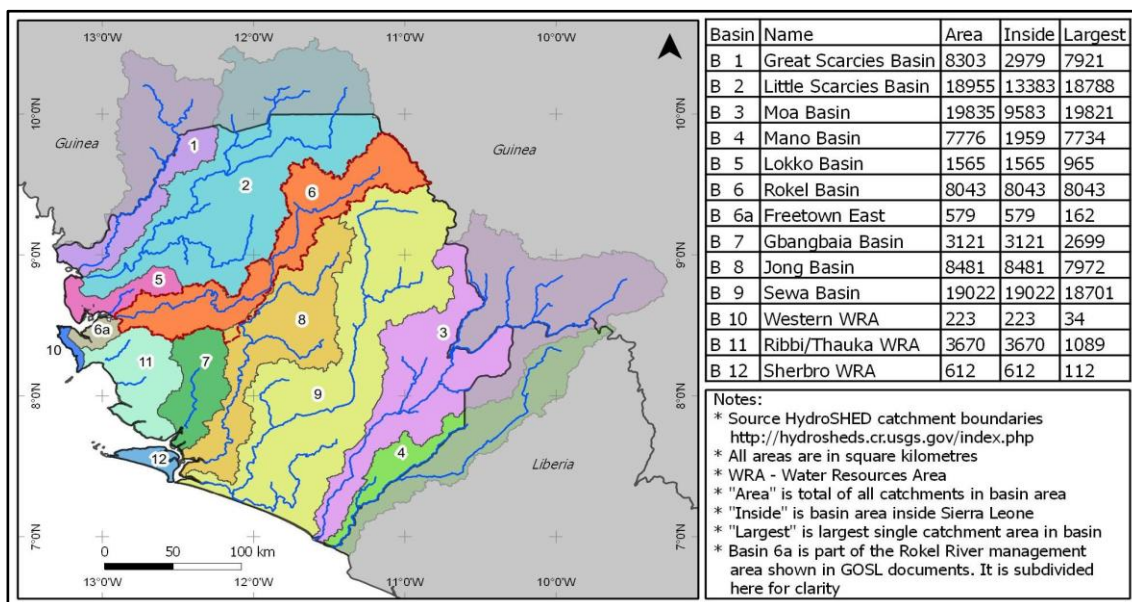 13°0'W 12°0'W 11°0'W 10°0'W
10°0'N
9°0'N
8°0'N
7°0'N
10°0'N
9°0'N
8°0'N
7°0'N
13°0'W 12°0'W 11°0'W 10°0'W
Guinea
Guinea
Liberia
1
2
6
5
6a
10
11
7
8
3
9
4
12
0 50 100 km
Basin Name Area Inside Largest
B 1 Great Scarcies Basin 8303 2979 7921
B 2 Little Scarcies Basin 18955 13383 18788
B 3 Moa Basin 19835 9583 19821
B 4 Mano Basin 7776 1959 7734
B 5 Lokko Basin 1565 1565 965
B 6 Rokel Basin 8043 8043 8043
B 6a Freetown East 579 579 162
B 7 Gbangbaia Basin 3121 3121 2699
B 8 Jong Basin 8481 8481 7972
B 9 Sewa Basin 19022 19022 18701
B 10 Western WRA 223 223 34
B 11 Ribbi/Thauka WRA 3670 3670 1089
B 12 Sherbro WRA 612 612 112
Notes:
* Source HydroSHED catchment boundaries
http://hydrosheds.cr.usgs.gov/index.php
* All areas are in square kilometres
* WRA - Water Resources Area
* "Area" is total of all catchments in basin area
* "Inside" is basin area inside Sierra Leone
* "Largest" is largest single catchment area in basin
* Basin 6a is part of the Rokel River management
area shown in GOSL documents. It is subdivided
here for clarity